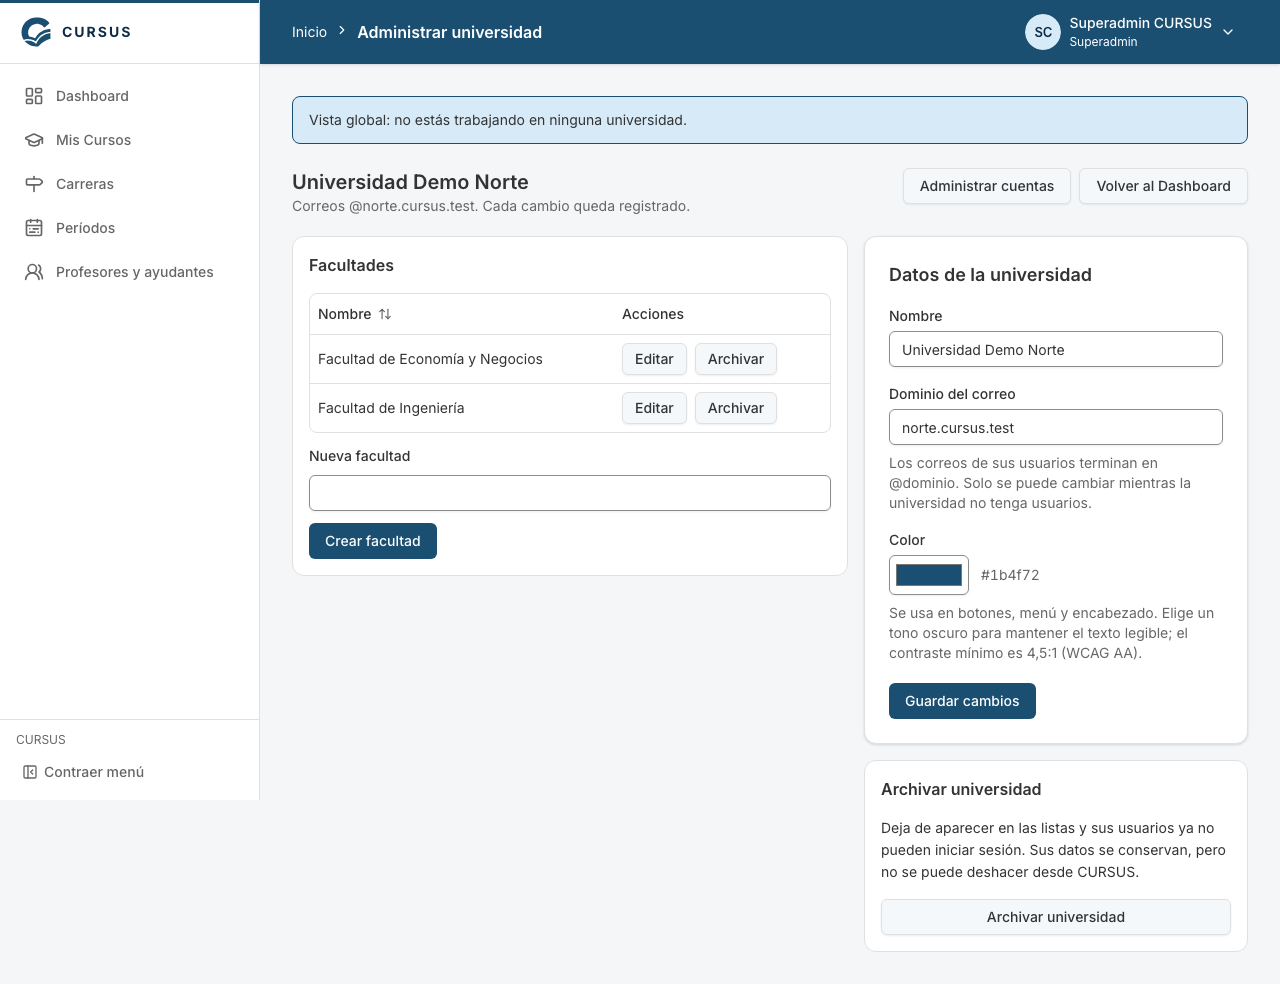 CURSUS
Dashboard
Mis Cursos
Carreras
Períodos
Profesores y ayudantes
CURSUS
Contraer menú
Inicio > Administrar universidad
SC
Superadmin CURSUS
Superadmin
Vista global: no estás trabajando en ninguna universidad.
Universidad Demo Norte
Correos @norte.cursus.test. Cada cambio queda registrado.
Administrar cuentas
Volver al Dashboard
Facultades
Nombre Acciones
Facultad de Economía y Negocios Editar Archivar
Facultad de Ingeniería Editar Archivar
Nueva facultad
Crear facultad
Datos de la universidad
Nombre
Universidad Demo Norte
Dominio del correo
norte.cursus.test
Los correos de sus usuarios terminan en
@dominio. Solo se puede cambiar mientras la
universidad no tenga usuarios.
Color
#1b4f72
Se usa en botones, menú y encabezado. Elige un
tono oscuro para mantener el texto legible; el
contraste mínimo es 4,5:1 (WCAG AA).
Guardar cambios
Archivar universidad
Deja de aparecer en las listas y sus usuarios ya no
pueden iniciar sesión. Sus datos se conservan, pero
no se puede deshacer desde CURSUS.
Archivar universidad